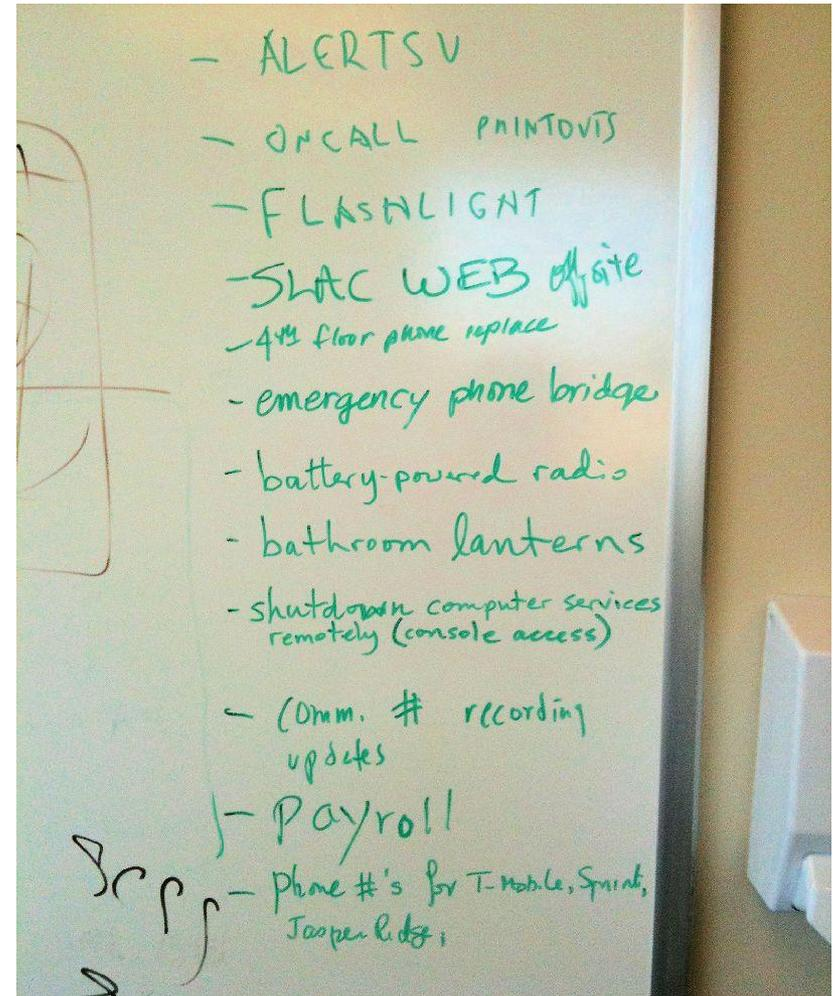 - ALERTSU
- ONCALL PRINTOUTS
- FLASHLIGHT
- SLAC WEB offsite
- 4TH floor phone replace
- emergency phone bridge
- battery-powered radio
- bathroom lanterns
- shutdown computer services
remotely (console access)
- Comm. # recording
updates
- Payroll
- Phone #'s for T-Mobile, Sprint,
Jasper Ridge,